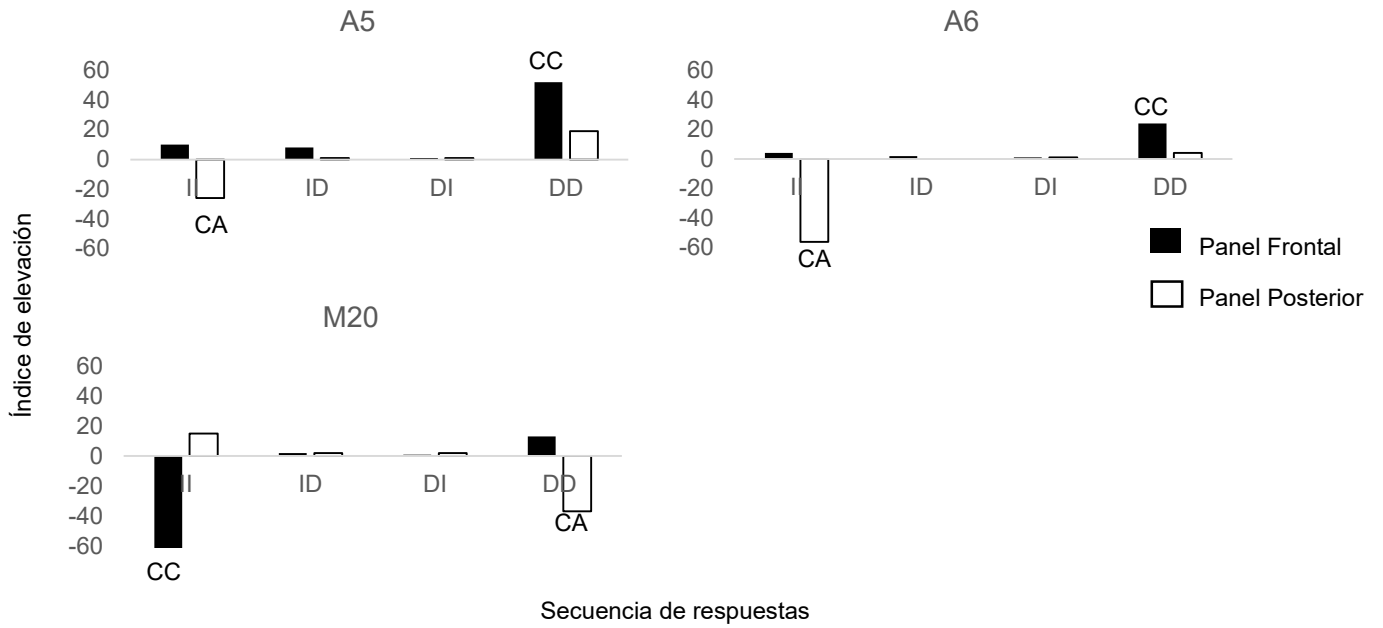 A5
60
40
20
0
-20
-40
-60
CC
II
ID
DI
DD
CA
A6
60
40
20
0
-20
-40
-60
CC
II
ID
DI
DD
CA
Panel Frontal
Panel Posterior
Índice de elevación
M20
60
40
20
0
-20
-40
-60
II
ID
DI
DD
CC
CA
Secuencia de respuestas